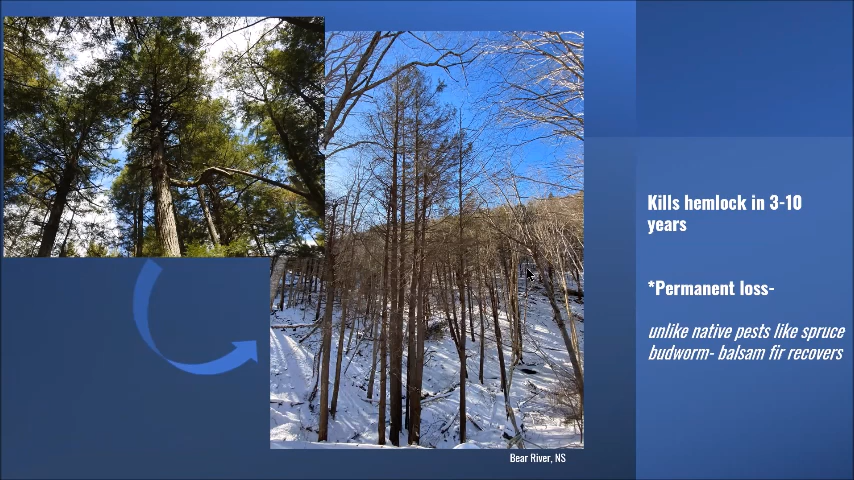 Kills hemlock in 3-10
years
*Permanent loss-
unlike native pests like spruce
budworm- balsam fir recovers
Bear River, NS